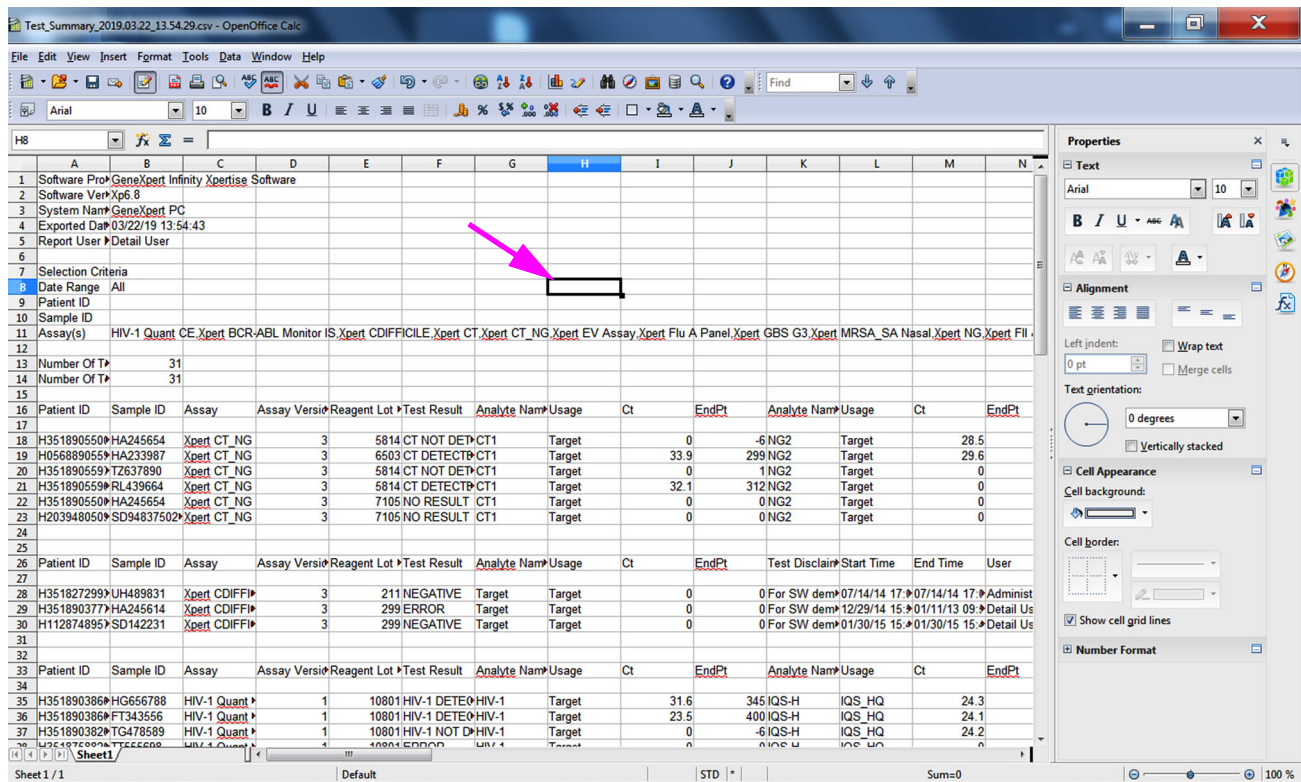 Test_Summary_2019.03.22_13.54.29.csv - OpenOffice Calc
File Edit View Insert Format Tools Data Window Help
Find
Arial 10
H8
A B C D E F G H I J K L M N
1 Software Pro GeneXpert Infinity Xpertise Software
2 Software Ver Xp6.8
3 System Nam GeneXpert PC
4 Exported Dat 03/22/19 13:54:43
5 Report User Detail User
6
7 Selection Criteria
8 Date Range All
9 Patient ID
10 Sample ID
11 Assay(s) HIV-1 Quant CE,Xpert BCR-ABL Monitor IS,Xpert CDIFFICILE,Xpert CT,Xpert CT_NG,Xpert EV Assay,Xpert Flu A Panel,Xpert GBS G3,Xpert MRSA_SA Nasal,Xpert NG,Xpert FII
12
13 Number Of T 31
14 Number Of T 31
15
16 Patient ID Sample ID Assay Assay Versio Reagent Lot Test Result Analyte Nam Usage Ct EndPt Analyte Nam Usage Ct EndPt
17
18 H351890550 HA245654 Xpert CT_NG 3 5814 CT NOT DET CT1 Target 0 -6 NG2 Target 28.5
19 H056889055 HA233987 Xpert CT_NG 3 6503 CT DETECTE CT1 Target 33.9 299 NG2 Target 29.6
20 H351890559 TZ637890 Xpert CT_NG 3 5814 CT NOT DET CT1 Target 0 1 NG2 Target 0
21 H351890559 RL439664 Xpert CT_NG 3 5814 CT DETECTE CT1 Target 32.1 312 NG2 Target 0
22 H351890550 HA245654 Xpert CT_NG 3 7105 NO RESULT CT1 Target 0 0 NG2 Target 0
23 H203948050 SD94837502 Xpert CT_NG 3 7105 NO RESULT CT1 Target 0 0 NG2 Target 0
24
25
26 Patient ID Sample ID Assay Assay Versio Reagent Lot Test Result Analyte Nam Usage Ct EndPt Test Disclaim Start Time End Time User
27
28 H351827299 UH489831 Xpert CDIFFI 3 211 NEGATIVE Target Target 0 0 For SW dem 07/14/14 17: 07/14/14 17: Administ
29 H351890377 HA245614 Xpert CDIFFI 3 299 ERROR Target Target 0 0 For SW dem 12/29/14 15: 01/11/13 09: Detail Us
30 H112874895 SD142231 Xpert CDIFFI 3 299 NEGATIVE Target Target 0 0 For SW dem 01/30/15 15: 01/30/15 15: Detail Us
31
32
33 Patient ID Sample ID Assay Assay Versio Reagent Lot Test Result Analyte Nam Usage Ct EndPt Analyte Nam Usage Ct EndPt
34
35 H351890386 HG656788 HIV-1 Quant 1 10801 HIV-1 DETE HIV-1 Target 31.6 345 IQS-H IQS_HQ 24.3
36 H351890386 FT343556 HIV-1 Quant 1 10801 HIV-1 DETE HIV-1 Target 23.5 400 IQS-H IQS_HQ 24.1
37 H351890382 TG478589 HIV-1 Quant 1 10801 HIV-1 NOT D HIV-1 Target 0 -6 IQS-H IQS_HQ 24.2
Sheet1
Sheet 1 / 1 Default STD * Sum=0 100 %
Properties
Text
Arial 10
Alignment
Left indent:
0 pt
Wrap text
Merge cells
Text orientation:
0 degrees
Vertically stacked
Cell Appearance
Cell background:
Cell border:
Show cell grid lines
Number Format